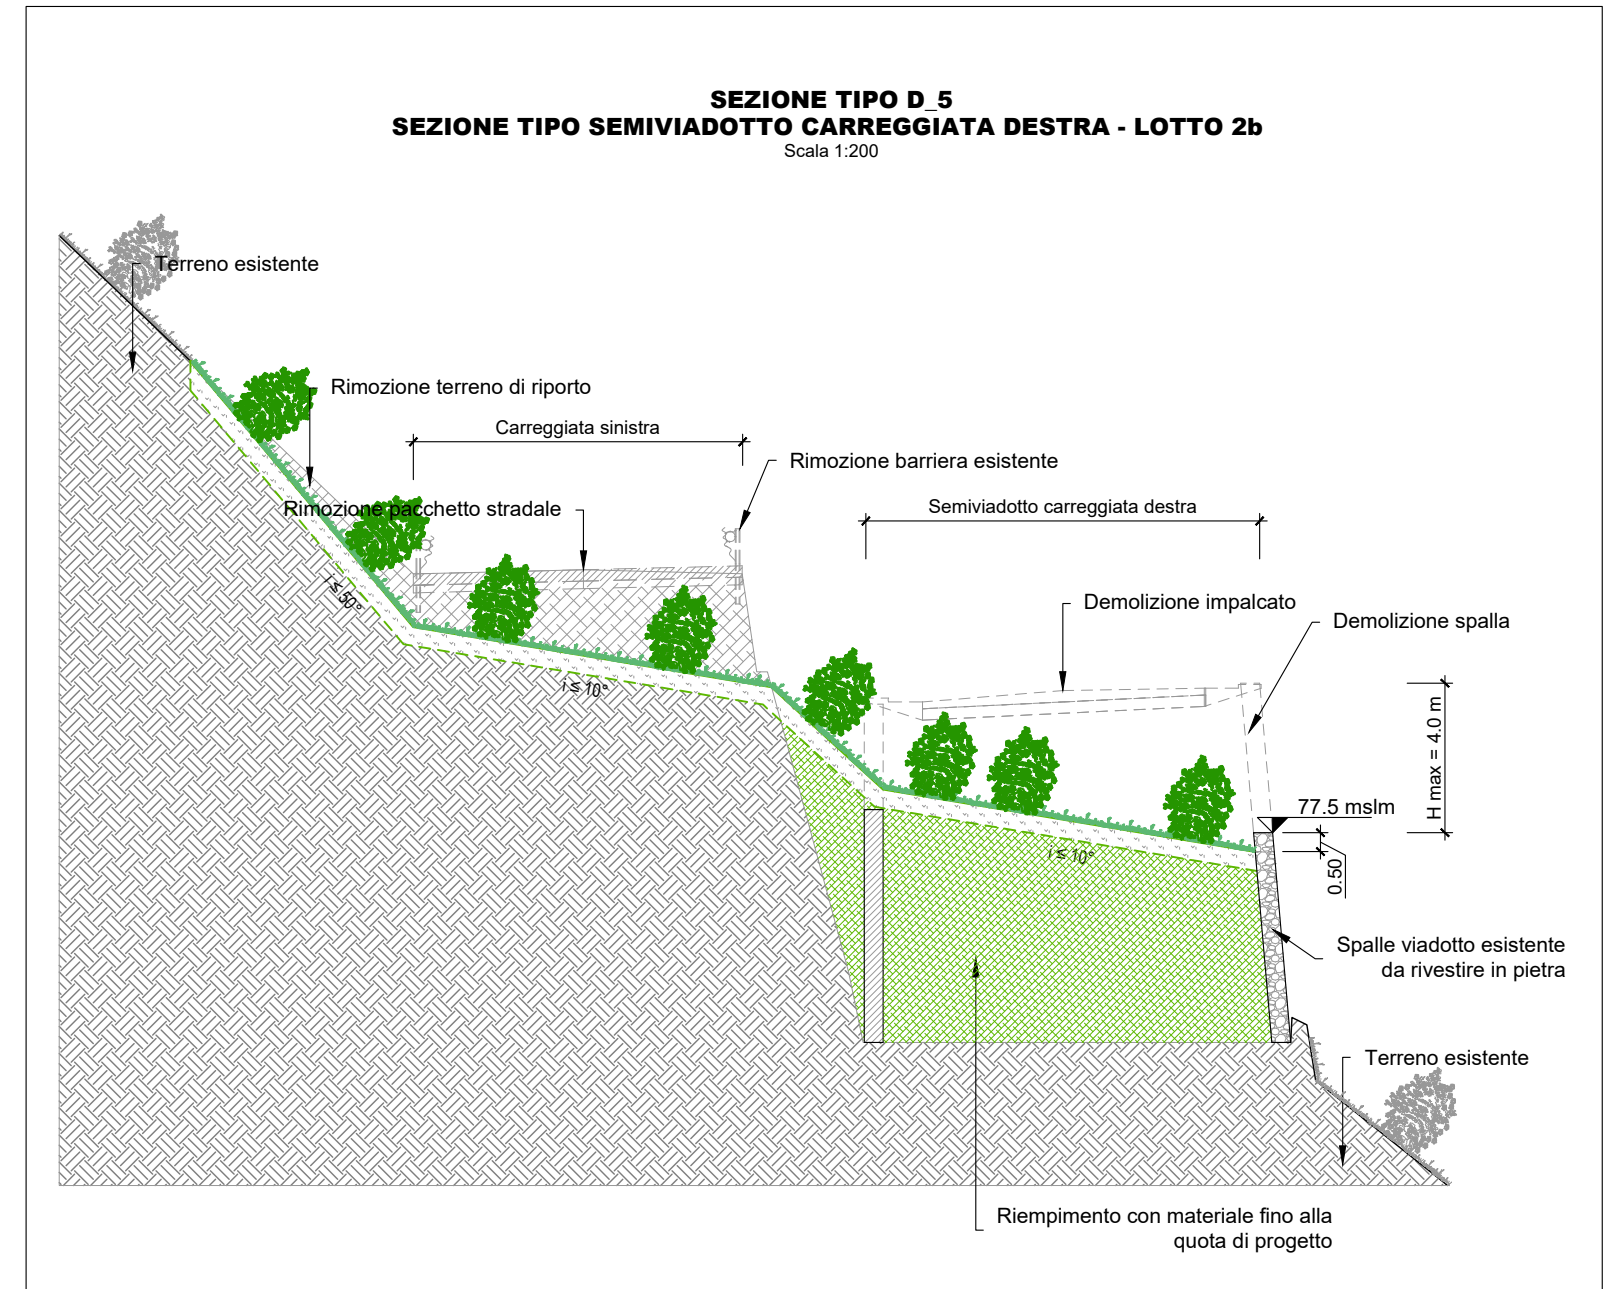 SEZIONE TIPO D_5
SEZIONE TIPO SEMIVIADOTTO CARREGGIATA DESTRA - LOTTO 2b
Scala 1:200
Terreno esistente
Rimozione terreno di riporto
Carreggiata sinistra
Rimozione barriera esistente
Rimozione pacchetto stradale
Semiviadotto carreggiata destra
i ≤ 50°
Demolizione impalcato
Demolizione spalla
i ≤ 10°
H max = 4.0 m
77.5 mslm
i ≤ 10°
0.50
Spalle viadotto esistente
da rivestire in pietra
Terreno esistente
Riempimento con materiale fino alla
quota di progetto